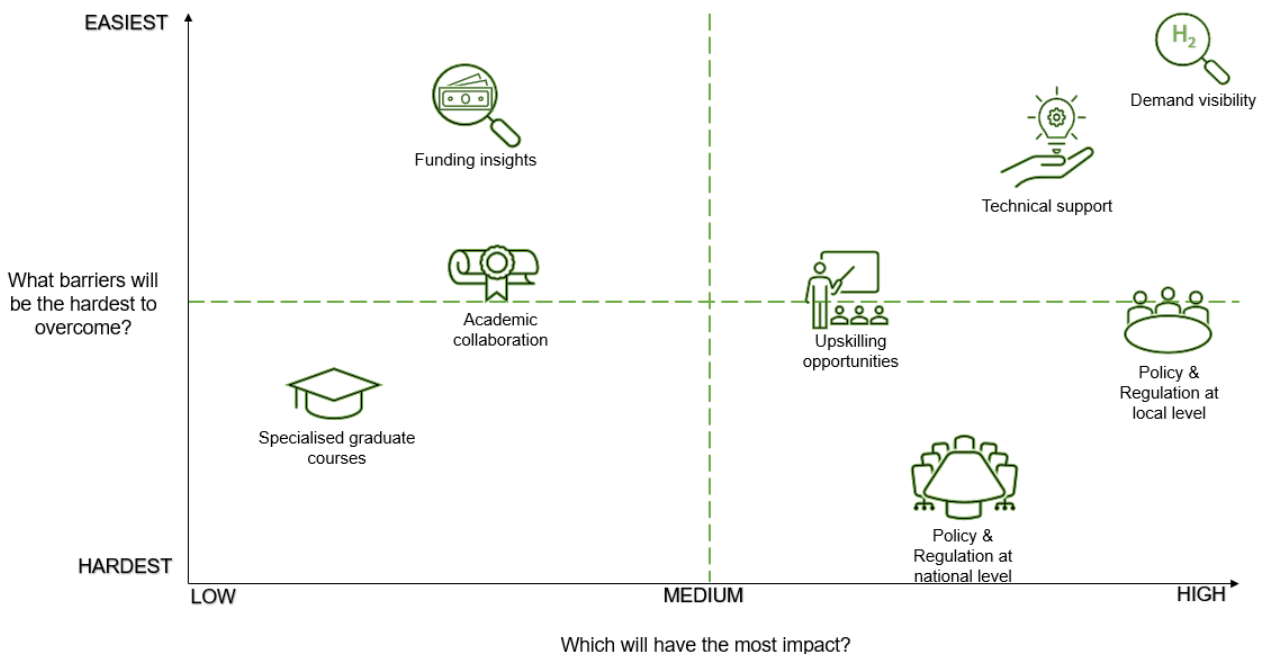 EASIEST
H2
Demand visibility
Funding insights
Technical support
What barriers will
be the hardest to
overcome?
Academic
collaboration
Upskilling
opportunities
Policy &
Regulation at
local level
Specialised graduate
courses
Policy &
Regulation at
national level
HARDEST
LOW
MEDIUM
HIGH
Which will have the most impact?